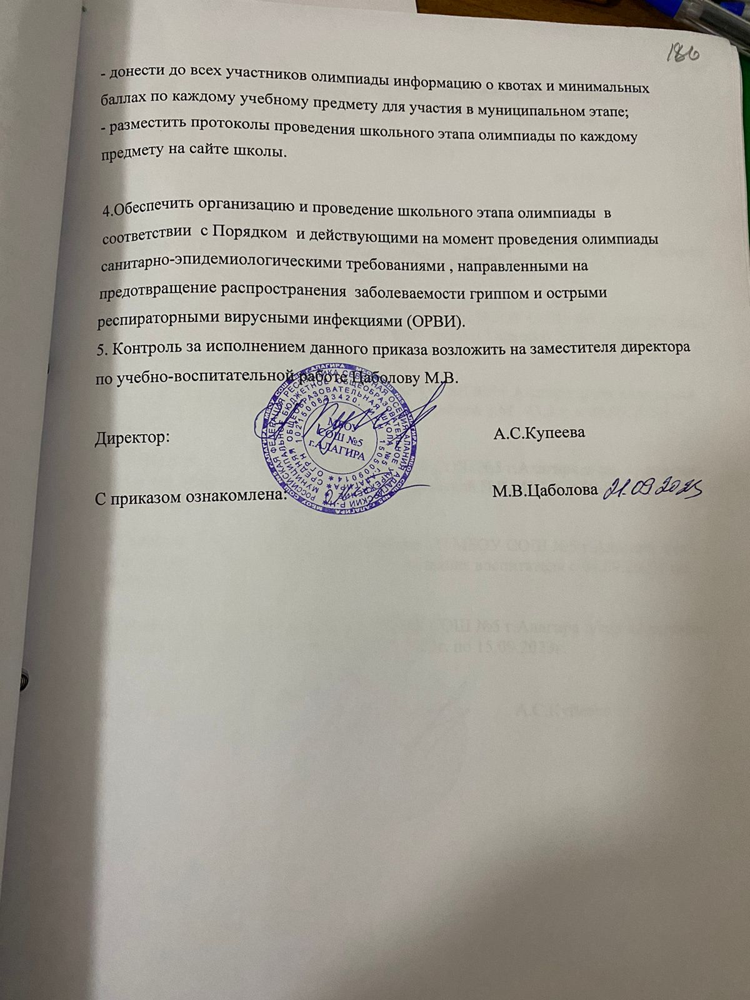 186
- донести до всех участников олимпиады информацию о квотах и минимальных
баллах по каждому учебному предмету для участия в муниципальном этапе;
- разместить протоколы проведения школьного этапа олимпиады по каждому
предмету на сайте школы.
4.Обеспечить организацию и проведение школьного этапа олимпиады в
соответствии с Порядком и действующими на момент проведения олимпиады
санитарно-эпидемиологическими требованиями , направленными на
предотвращение распространения заболеваемости гриппом и острыми
респираторными вирусными инфекциями (ОРВИ).
5. Контроль за исполнением данного приказа возложить на заместителя директора
по учебно-воспитательной работе Цаболову М.В.
МБОУ
СОШ №5
г.АЛАГИРА
Директор: А.С.Купеева
С приказом ознакомлена: М.В.Цаболова 21.09.2023